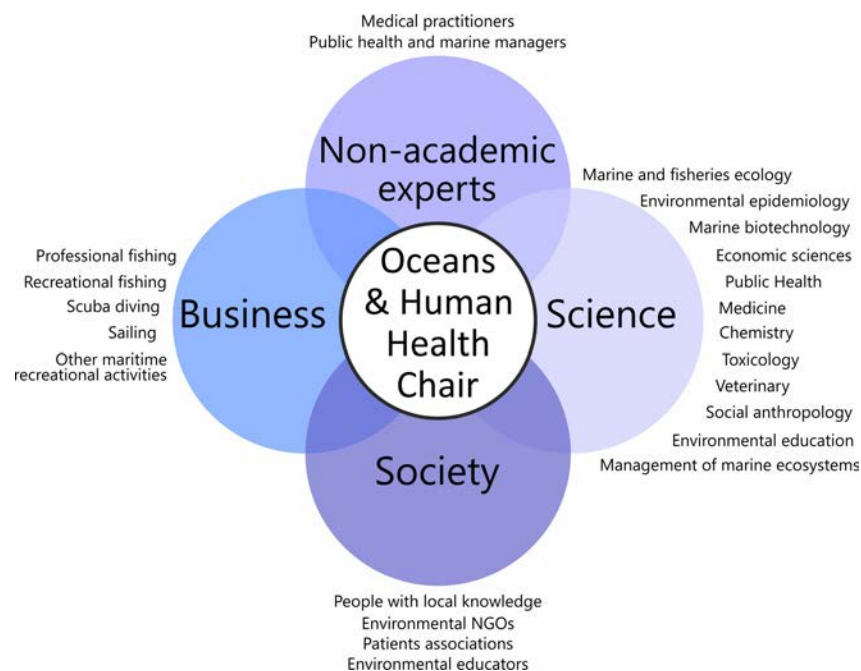 Medical practitioners
Public health and marine managers
Non-academic
experts
Marine and fisheries ecology
Environmental epidemiology
Marine biotechnology
Economic sciences
Public Health
Medicine
Chemistry
Toxicology
Veterinary
Social anthropology
Environmental education
Management of marine ecosystems
Professional fishing
Recreational fishing
Scuba diving
Sailing
Other maritime
recreational activities
Business
Oceans
& Human
Health
Chair
Science
Society
People with local knowledge
Environmental NGOs
Patients associations
Environmental educators